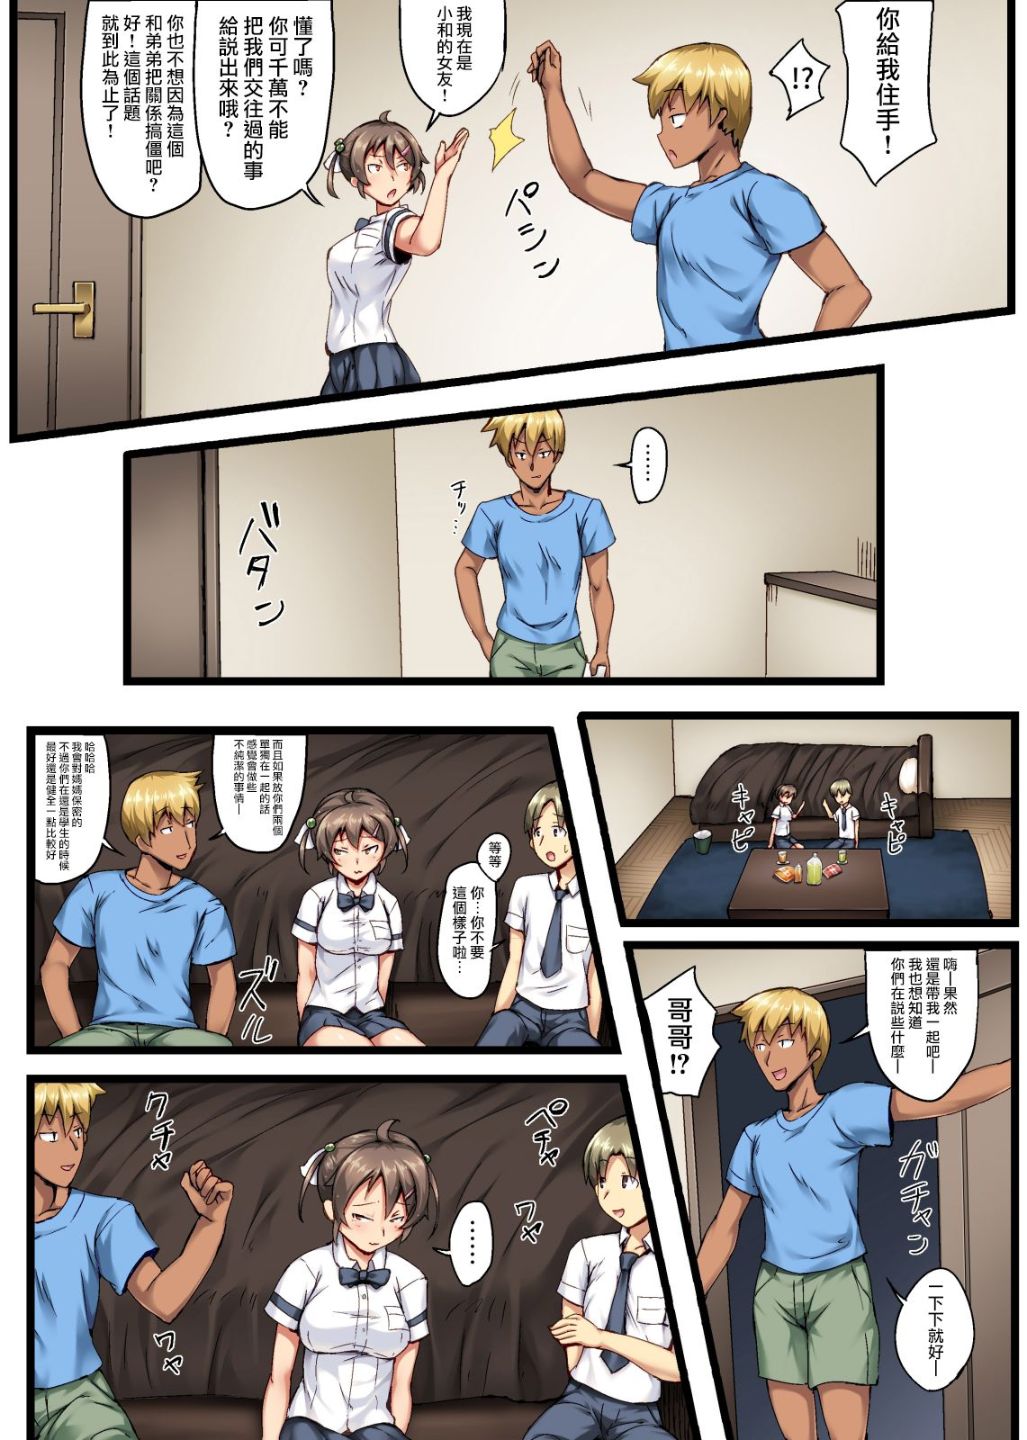 你給我住手！
!?
パシン
我現在是
小和的女友！
懂了嗎？
你可千萬不能
把我們交往過的事
給説出來哦？
你也不想因為這個
和弟弟把關係搞僵吧？
好！這個話題
就到此為止了！
……
チッ…
バタン
キャピ
キャピ
嗨ー果然
還是帶我一起吧ー
我也想知道
你們在説些什麼ー
哥哥!?
ガチャン
一下下就好ー
等等
你…你不要
這個樣子啦…
而且如果放你們兩個
單獨在一起的話
感覺會做些
不純潔的事情ー
ズル
哈哈哈
我會對媽媽保密的
不過你們在還是學生的時候
最好還是健全一點比較好
ペチャ
クチャ
ワャ
……
ワャ